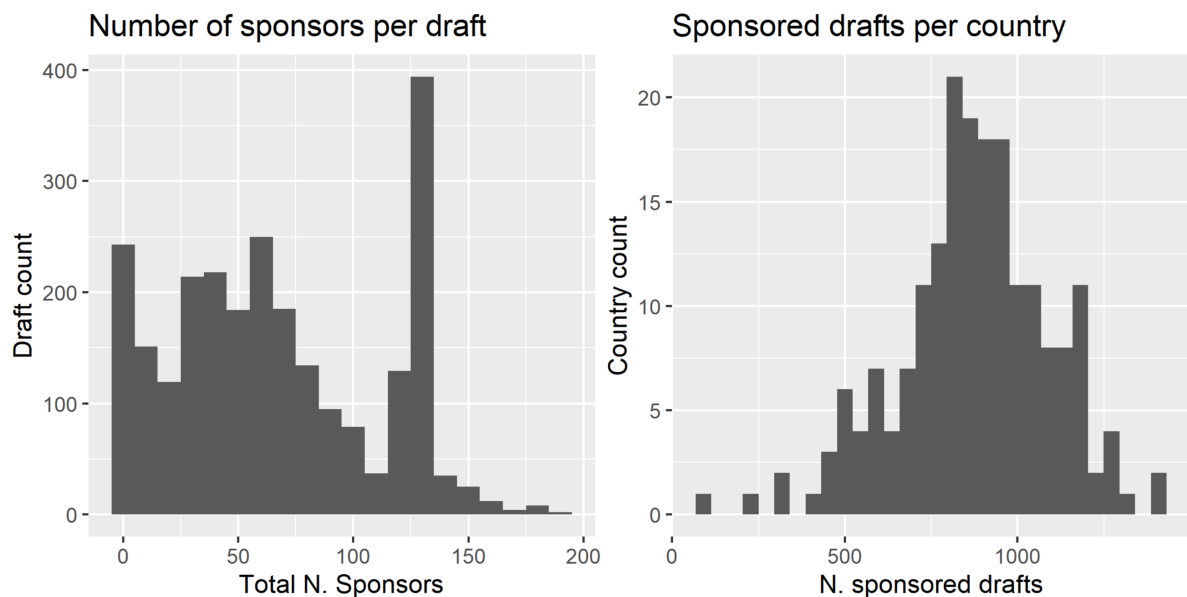 Number of sponsors per draft
400
300
200
100
0
Draft count
0 50 100 150 200
Total N. Sponsors
Sponsored drafts per country
20
15
10
5
0
Country count
0 500 1000
N. sponsored drafts